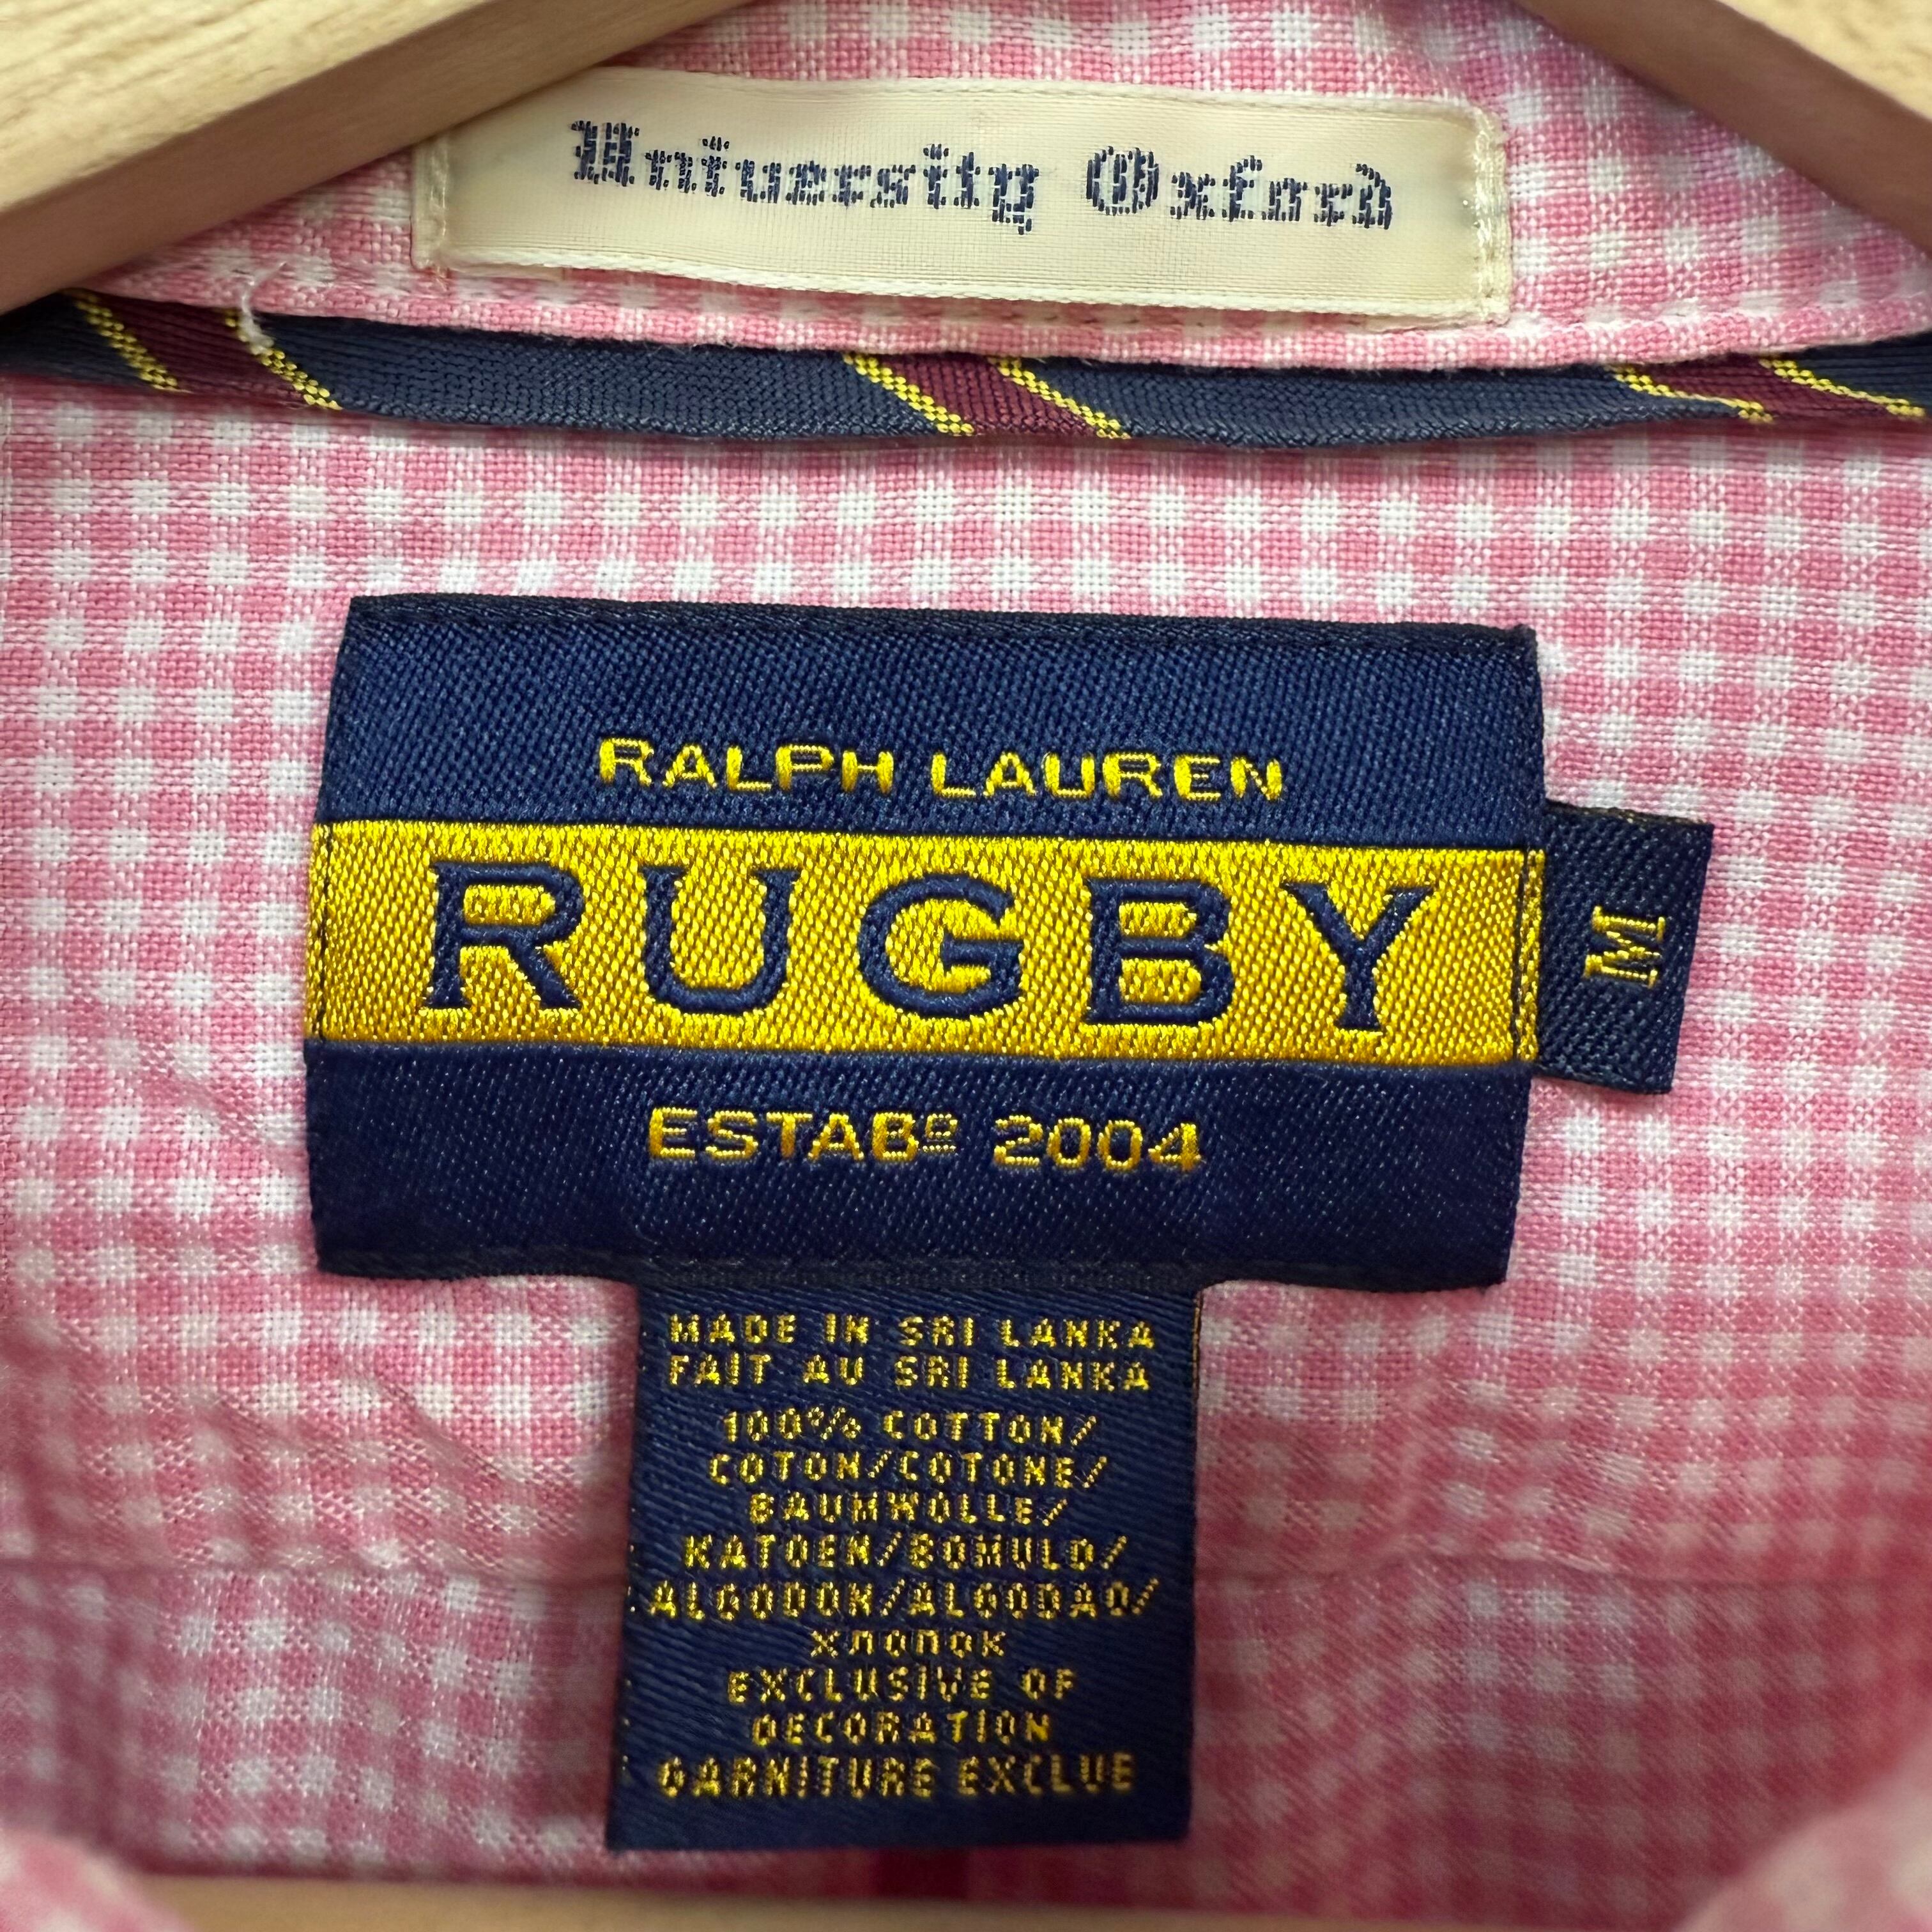 University Oxford
RALPH LAUREN
RUGBY
M
ESTABD 2004
MADE IN SRI LANKA
FAIT AU SRI LANKA
100% COTTON/
COTON/COTONE/
BAUMWOLLE/
KATOEN/BOMULD/
ALGODON/ALGODAO/
ХЛОПОК
EXCLUSIVE OF
DECORATION
GARNITURE EXCLUE